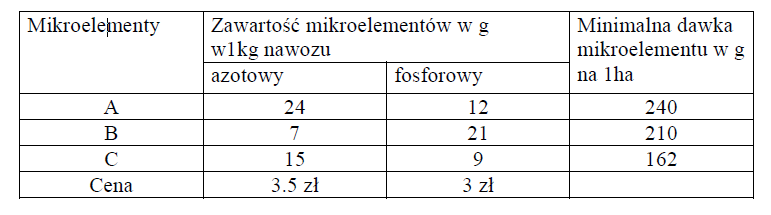 Mikroelementy Zawartość mikroelementów w g w1kg nawozu Minimalna dawka mikroelementu w g na 1ha
azotowy fosforowy
A 24 12 240
B 7 21 210
C 15 9 162
Cena 3.5 zł 3 zł